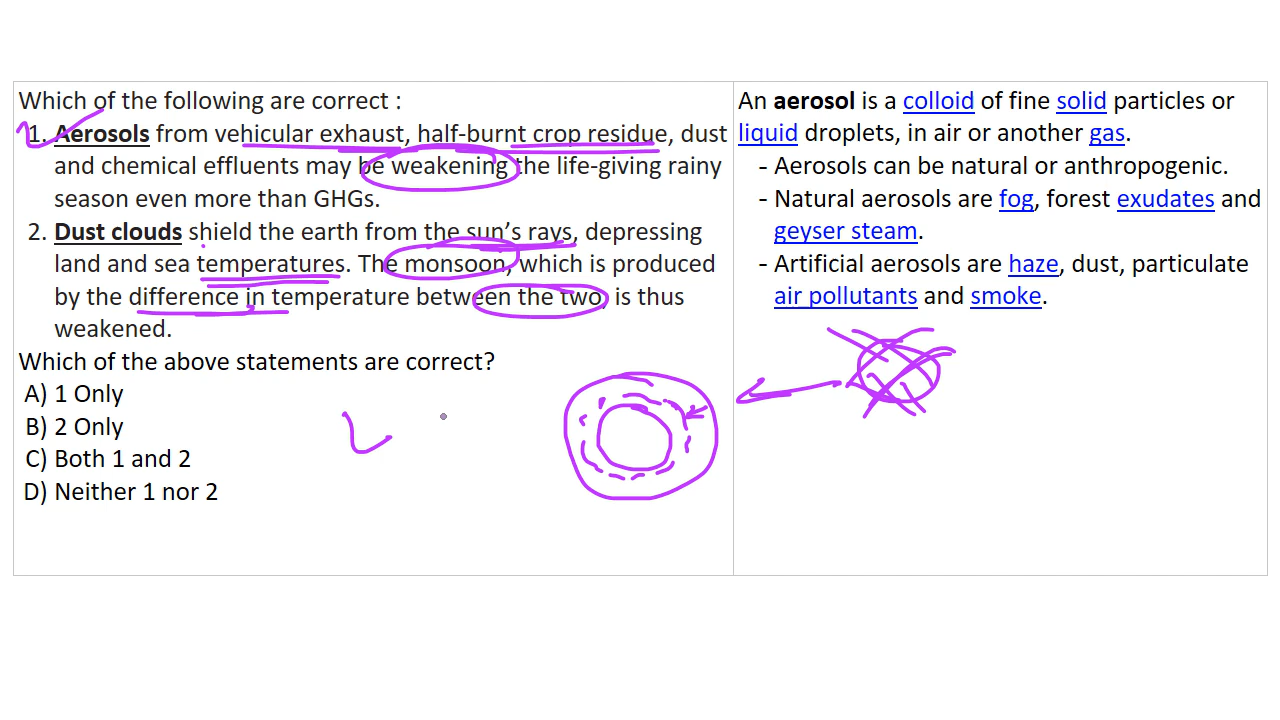 Which of the following are correct :
1. Aerosols from vehicular exhaust, half-burnt crop residue, dust
and chemical effluents may be weakening the life-giving rainy
season even more than GHGs.
2. Dust clouds shield the earth from the sun's rays, depressing
land and sea temperatures. The monsoon, which is produced
by the difference in temperature between the two, is thus
weakened.
Which of the above statements are correct?
A) 1 Only
B) 2 Only
C) Both 1 and 2
D) Neither 1 nor 2
An aerosol is a colloid of fine solid particles or
liquid droplets, in air or another gas.
- Aerosols can be natural or anthropogenic.
- Natural aerosols are fog, forest exudates and
geyser steam.
- Artificial aerosols are haze, dust, particulate
air pollutants and smoke.